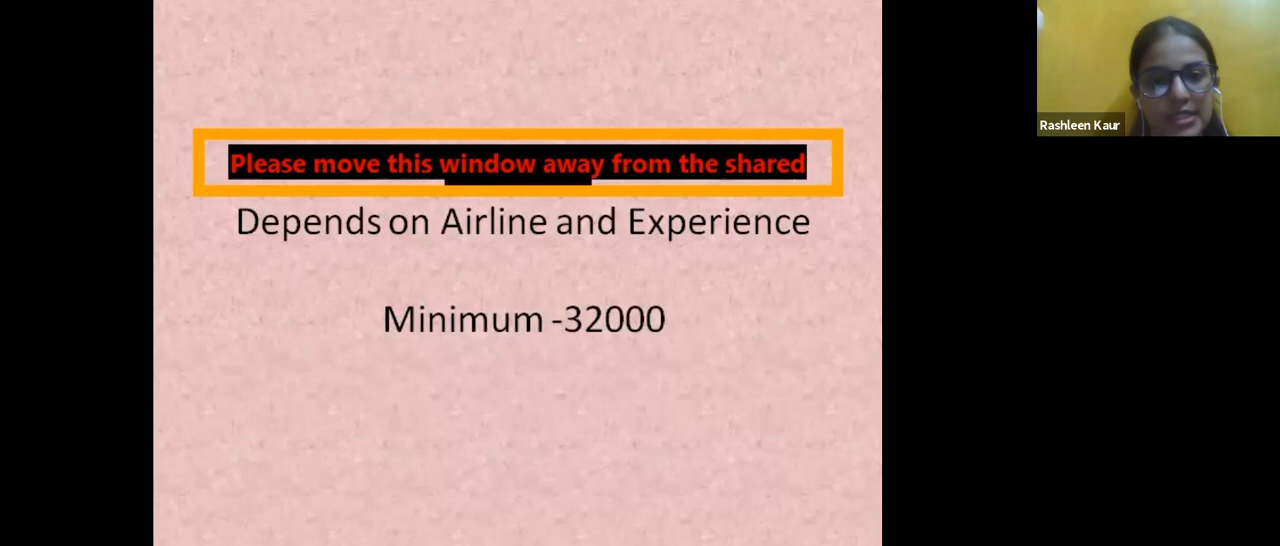 Please move this window away from the shared
Depends on Airline and Experience
Minimum -32000
Rashleen Kaur